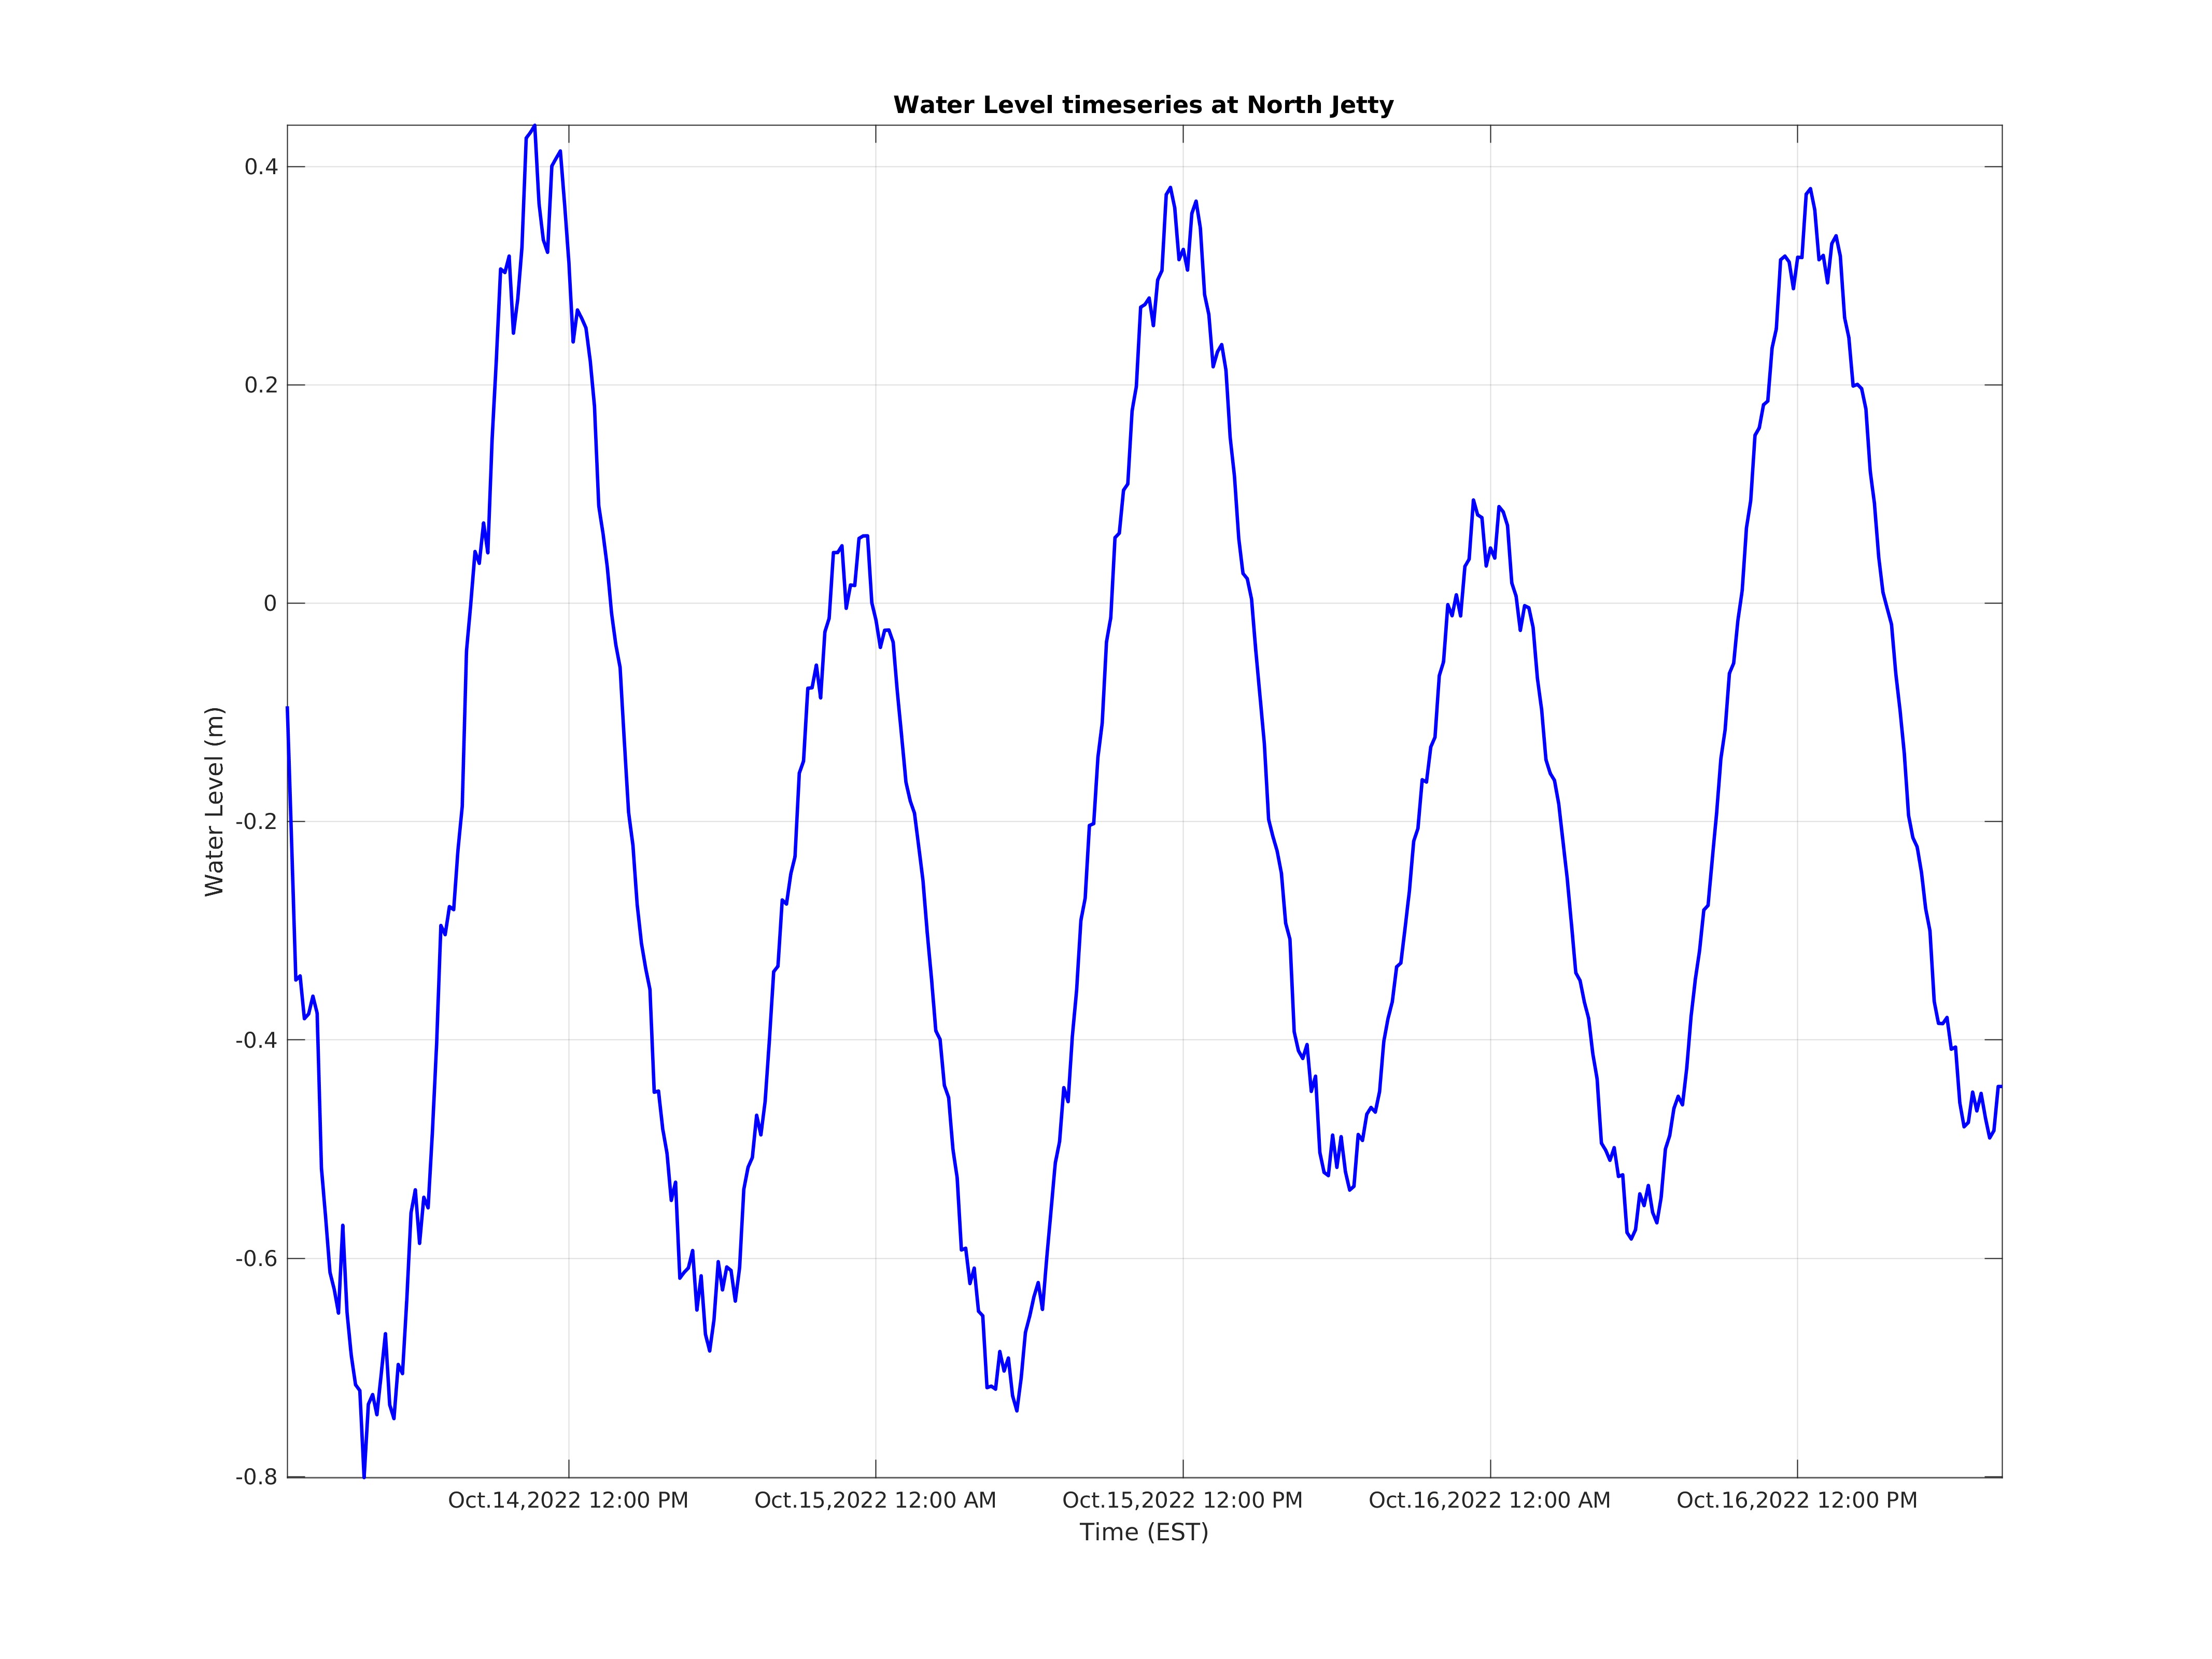 Water Level timeseries at North Jetty
0.4
0.2
0
-0.2
-0.4
-0.6
-0.8
Water Level (m)
Oct.14,2022 12:00 PM
Oct.15,2022 12:00 AM
Oct.15,2022 12:00 PM
Oct.16,2022 12:00 AM
Oct.16,2022 12:00 PM
Time (EST)